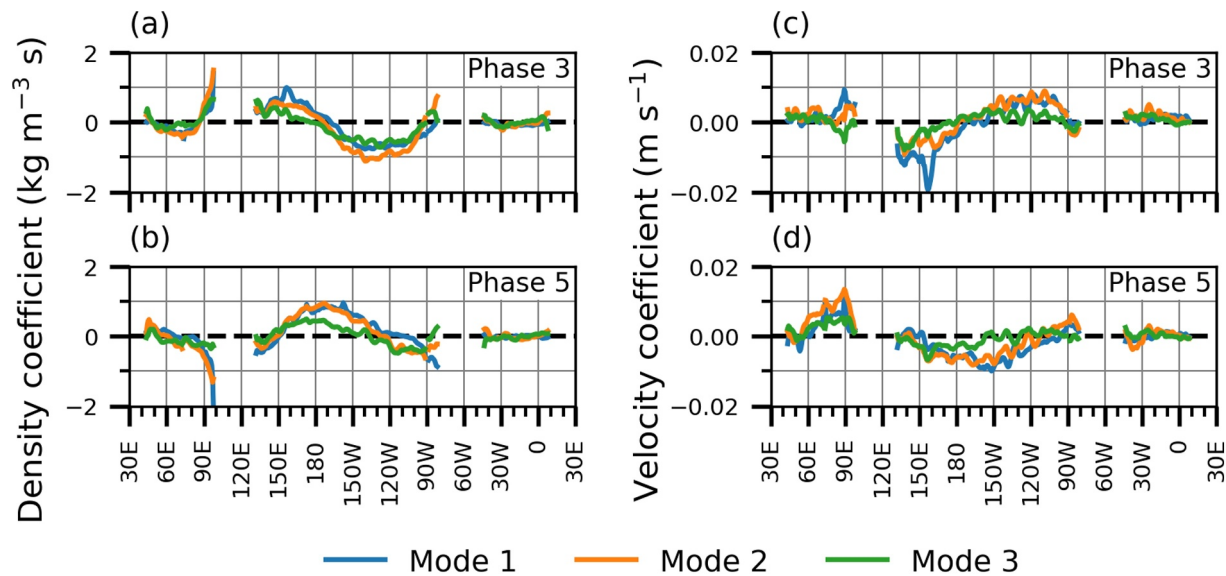 (a)
(c)
Density coefficient (kg m⁻³ s)
2
0
−2
Phase 3
Velocity coefficient (m s⁻¹)
0.02
0.00
−0.02
Phase 3
(b)
(d)
2
0
−2
Phase 5
0.02
0.00
−0.02
Phase 5
30E 60E 90E 120E 150E 180 150W 120W 90W 60W 30W 0 30E
30E 60E 90E 120E 150E 180 150W 120W 90W 60W 30W 0 30E
Mode 1 Mode 2 Mode 3